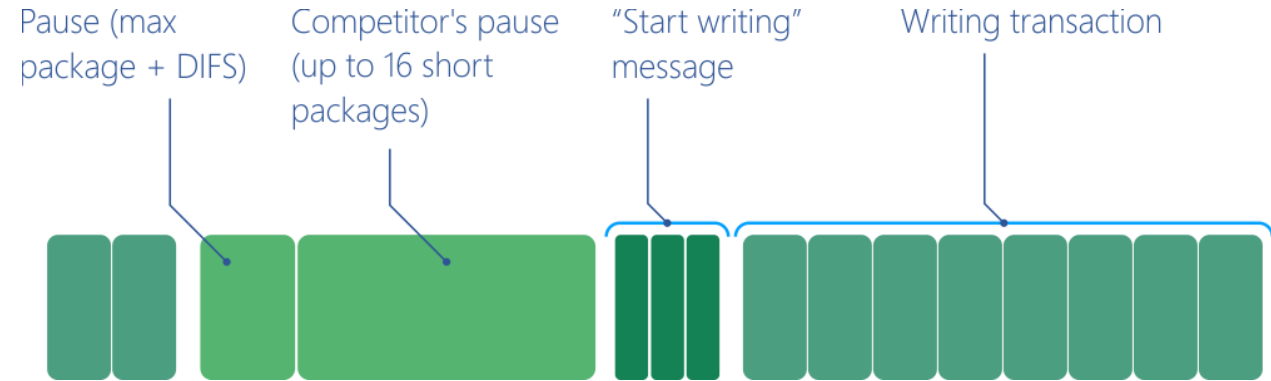 Pause (max
package + DIFS)
Competitor's pause
(up to 16 short
packages)
“Start writing”
message
Writing transaction